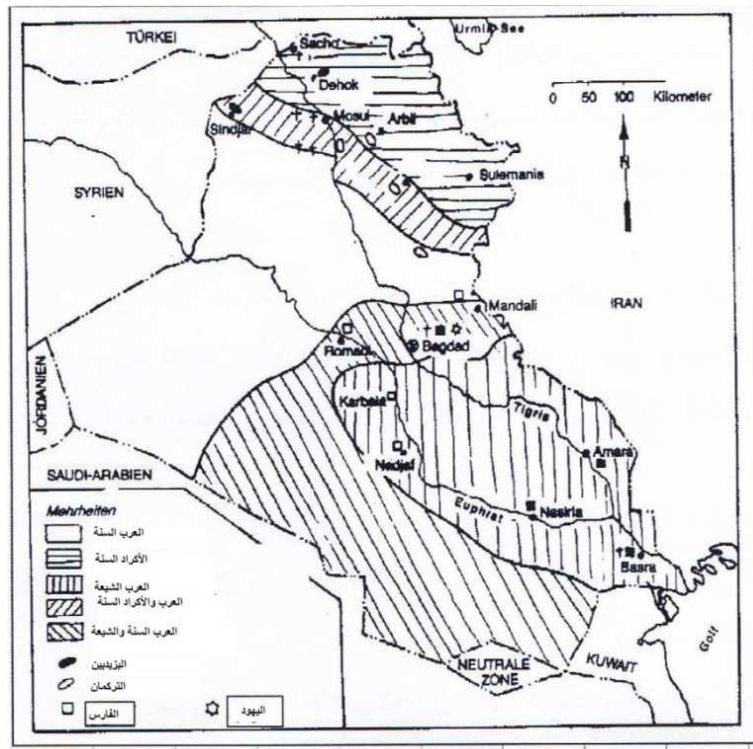 TÜRKEI
Urmia See
Sacho
Dehok
0 50 100 Kilometer
Mosul
Arbil
Sindjar
N
Sulemania
SYRIEN
Mandali
IRAN
Romadi
Bagdad
JORDANIEN
Karbala
Tigris
Nadjaf
Amara
SAUDI-ARABIEN
Euphrat
Nasiria
Basra
Golf
KUWAIT
NEUTRALE
ZONE
Mehrheiten
العرب السنة
الأكراد السنة
العرب الشيعة
العرب والأكراد السنة
العرب السنة والشيعة
اليزيديين
التركمان
الفارس
اليهود